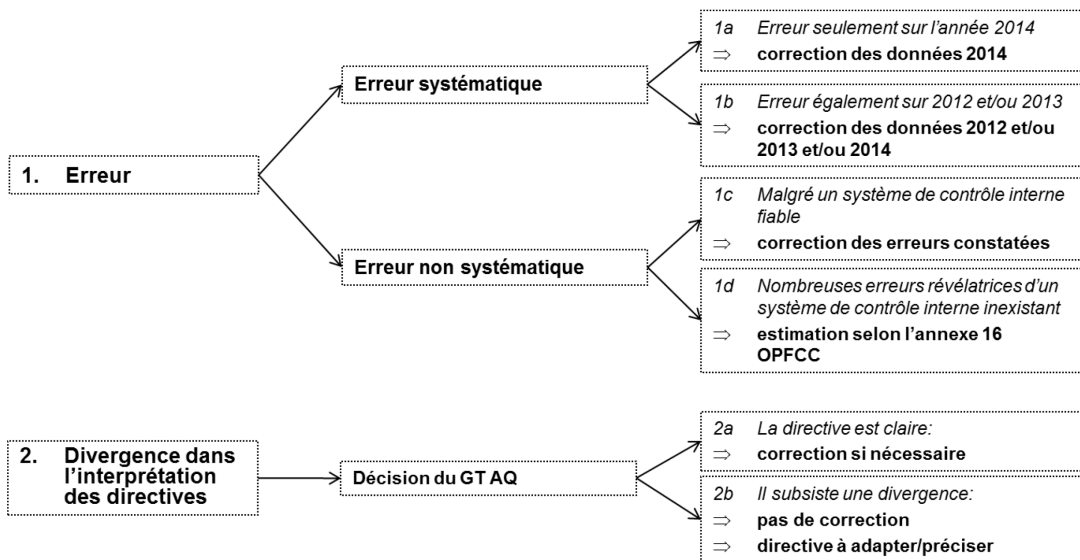 1a Erreur seulement sur l'année 2014
⇒ correction des données 2014
Erreur systématique
1b Erreur également sur 2012 et/ou 2013
⇒ correction des données 2012 et/ou
2013 et/ou 2014
1. Erreur
1c Malgré un système de contrôle interne
fiable
⇒ correction des erreurs constatées
Erreur non systématique
1d Nombreuses erreurs révélatrices d'un
système de contrôle interne inexistant
⇒ estimation selon l'annexe 16
OPFCC
2. Divergence dans
l'interprétation
des directives
Décision du GT AQ
2a La directive est claire:
⇒ correction si nécessaire
2b Il subsiste une divergence:
⇒ pas de correction
⇒ directive à adapter/préciser